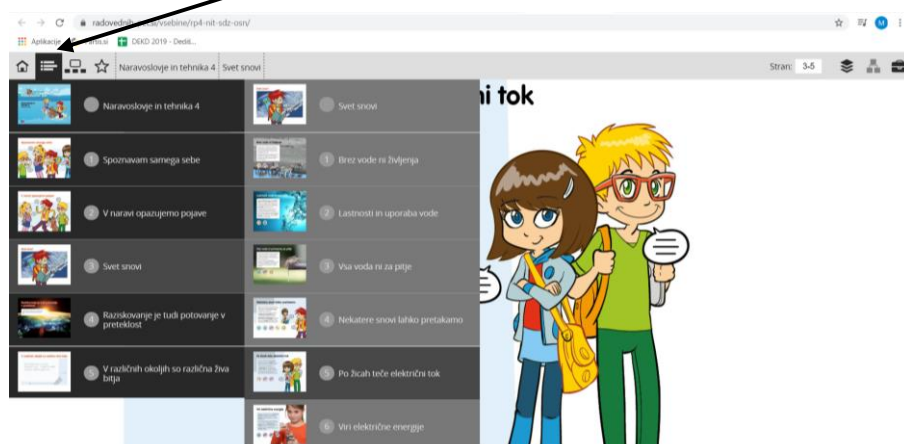 radovedni
/vsebine/rp4-nit-sdz-osn/
Aplikacije
DEKD 2019 - Dediš...
M
Naravoslovje in tehnika 4
Svet snovi
Stran: 3-5
Naravoslovje in tehnika 4
1 Spoznavam samega sebe
2 V naravi opazujemo pojave
3 Svet snovi
4 Raziskovanje je tudi potovanje v
preteklost
5 V različnih okoljih so različna živa
bitja
Svet snovi
1 Brez vode ni življenja
2 Lastnosti in uporaba vode
3 Vsa voda ni za pitje
4 Nekatere snovi lahko pretakamo
5 Po žicah teče električni tok
6 Viri električne energije
ni tok